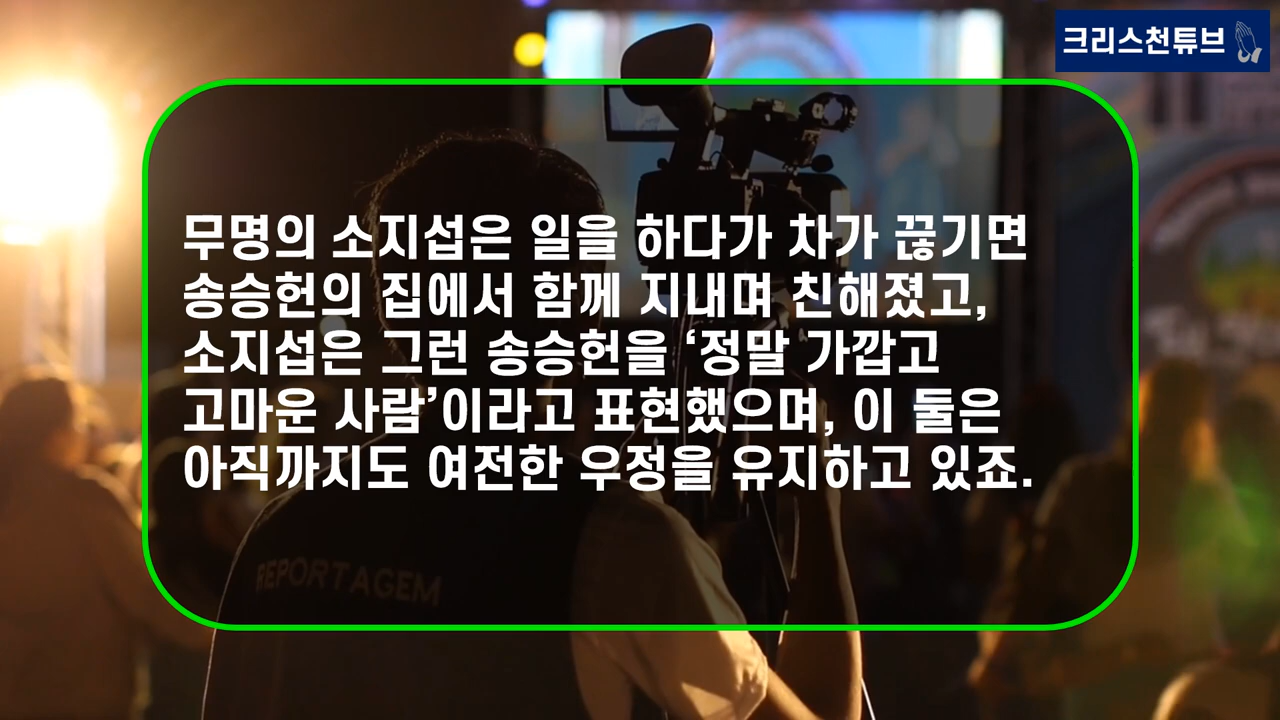 크리스천튜브
무명의 소지섭은 일을 하다가 차가 끊기면
송승헌의 집에서 함께 지내며 친해졌고,
소지섭은 그런 송승헌을 ‘정말 가깝고
고마운 사람’이라고 표현했으며, 이 둘은
아직까지도 여전한 우정을 유지하고 있죠.
REPORTAGEM